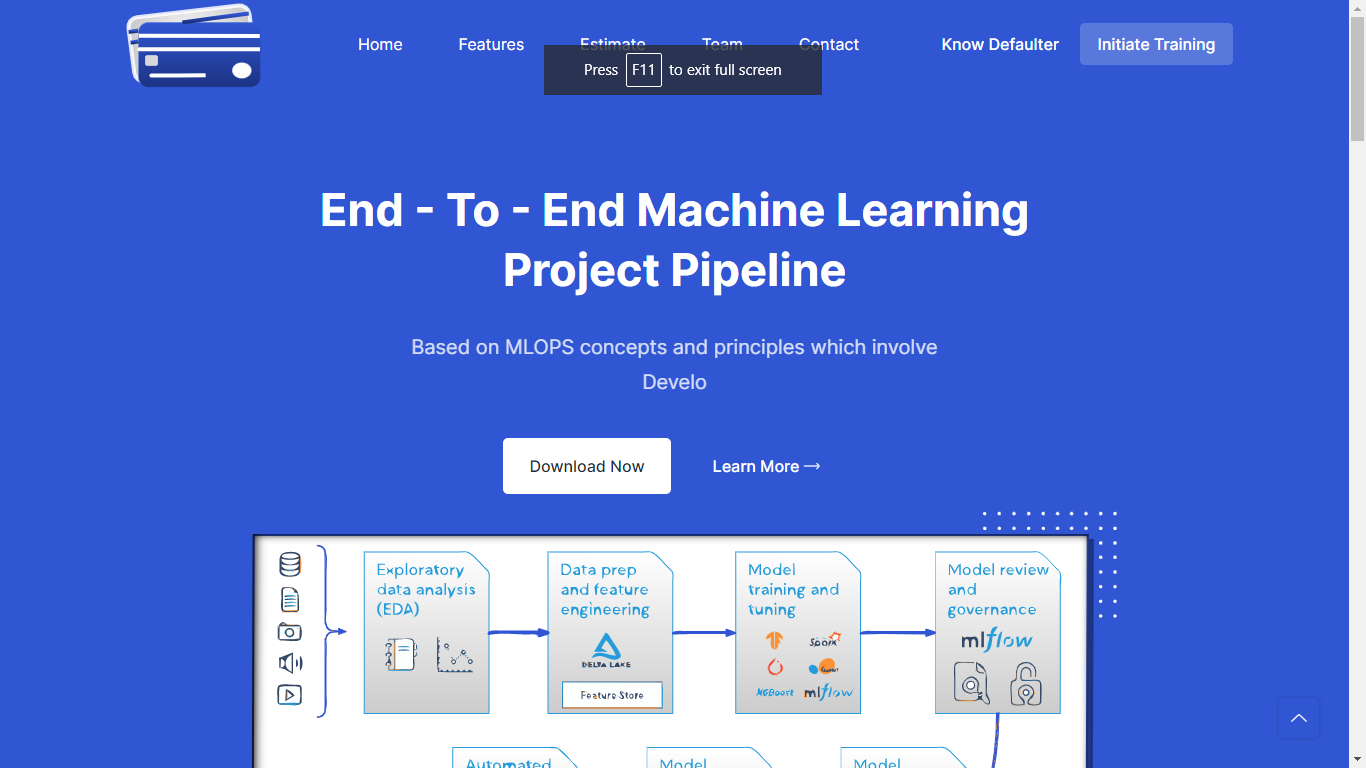 Home Features Estimate Team Contact Know Defaulter Initiate Training
Press F11 to exit full screen
End - To - End Machine Learning
Project Pipeline
Based on MLOPS concepts and principles which involve
Develo
Download Now Learn More →
Exploratory
data analysis
(EDA)
Data prep
and feature
engineering
DELTA LAKE
Feature Store
Model
training and
tuning
Spark
XGBoost mlflow
Model review
and
governance
mlflow
Automated
Model
Model